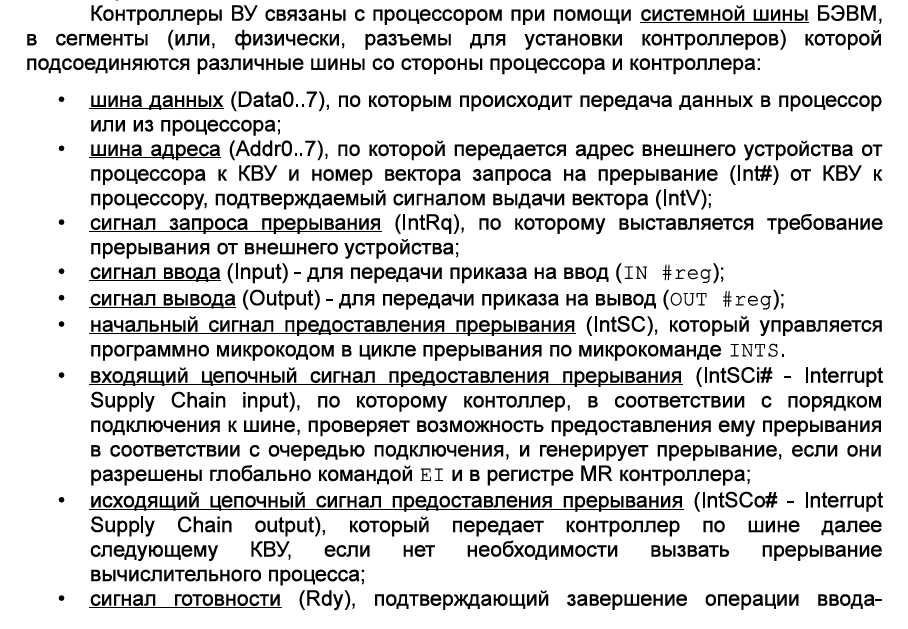 Контроллеры ВУ связаны с процессором при помощи системной шины БЭВМ,
в сегменты (или, физически, разъемы для установки контроллеров) которой
подсоединяются различные шины со стороны процессора и контроллера:
• шина данных (Data0..7), по которым происходит передача данных в процессор
или из процессора;
• шина адреса (Addr0..7), по которой передается адрес внешнего устройства от
процессора к КВУ и номер вектора запроса на прерывание (Int#) от КВУ к
процессору, подтверждаемый сигналом выдачи вектора (IntV);
• сигнал запроса прерывания (IntRq), по которому выставляется требование
прерывания от внешнего устройства;
• сигнал ввода (Input) – для передачи приказа на ввод (IN #reg);
• сигнал вывода (Output) – для передачи приказа на вывод (OUT #reg);
• начальный сигнал предоставления прерывания (IntSC), который управляется
программно микрокодом в цикле прерывания по микрокоманде INTS.
• входящий цепочный сигнал предоставления прерывания (IntSCi# – Interrupt
Supply Chain input), по которому контоллер, в соответствии с порядком
подключения к шине, проверяет возможность предоставления ему прерывания
в соответствии с очередью подключения, и генерирует прерывание, если они
разрешены глобально командой EI и в регистре MR контроллера;
• исходящий цепочный сигнал предоставления прерывания (IntSCo# – Interrupt
Supply Chain output), который передает контроллер по шине далее
следующему КВУ, если нет необходимости вызвать прерывание
вычислительного процесса;
• сигнал готовности (Rdy), подтверждающий завершение операции ввода-